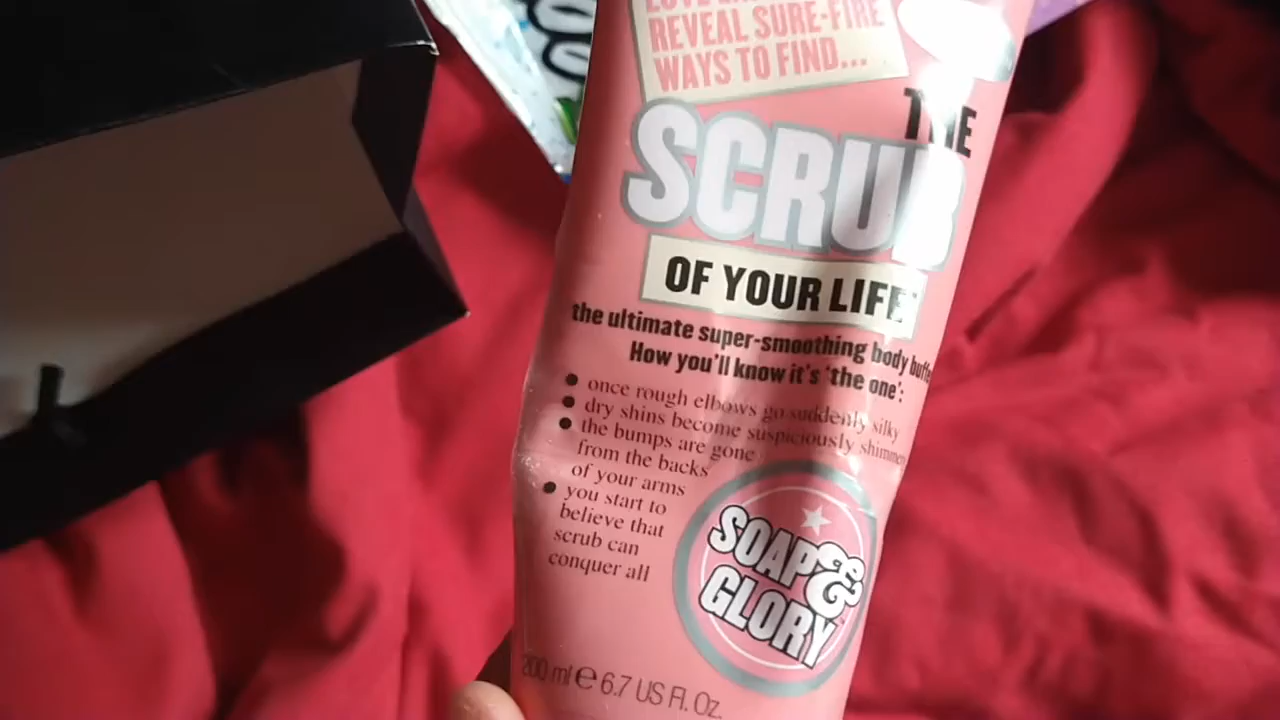 REVEAL SURE-FIRE
WAYS TO FIND...
THE
SCRUB
OF YOUR LIFE
the ultimate super-smoothing body
How you'll know it's 'the one':
• once rough elbows go suddenly silky
• dry shins become suspiciously
• the bumps are gone
from the backs
of your arms
• you start to
believe that
scrub can
conquer all
SOAP &
GLORY
200 ml e 6.7 US Fl. Oz.